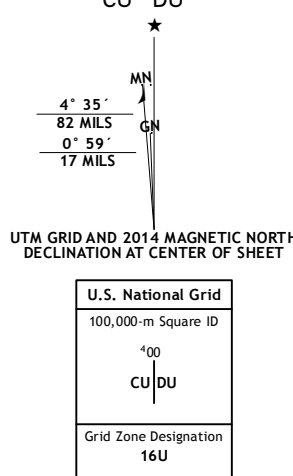 CU DU
★
MN
4° 35´
82 MILS
GN
0° 59´
17 MILS
UTM GRID AND 2014 MAGNETIC NORTH
DECLINATION AT CENTER OF SHEET
U.S. National Grid
100,000-m Square ID
⁴00
CU DU
Grid Zone Designation
16U